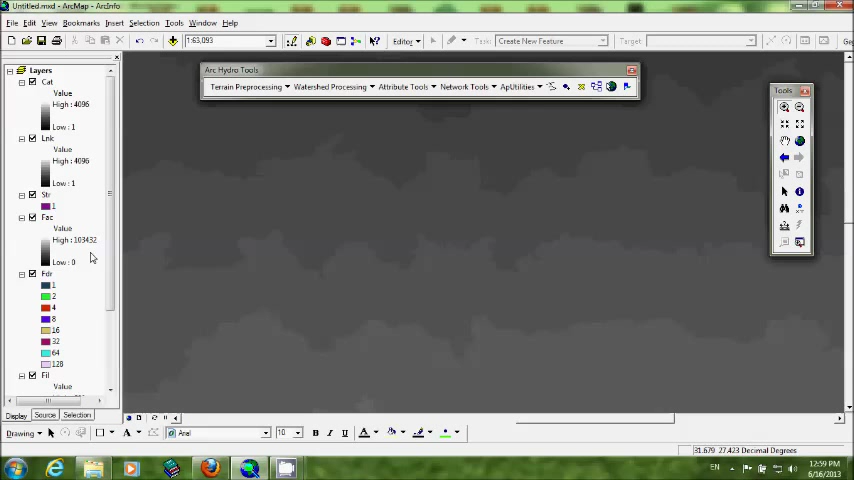 Untitled.mxd - ArcMap - ArcInfo
File Edit View Bookmarks Insert Selection Tools Window Help
1:63,093
Editor
Task: Create New Feature
Target:
Layers
Cat
Value
High : 4096
Low : 1
Lnk
Value
High : 4096
Low : 1
Str
1
Fac
Value
High : 103432
Low : 0
Fdr
1
2
4
8
16
32
64
128
Fil
Value
Display Source Selection
Arc Hydro Tools
Terrain Preprocessing Watershed Processing Attribute Tools Network Tools ApUtilities
Tools
Drawing
Arial
10
B I U A
31.679 27.423 Decimal Degrees
EN
12:59 PM
6/16/2013